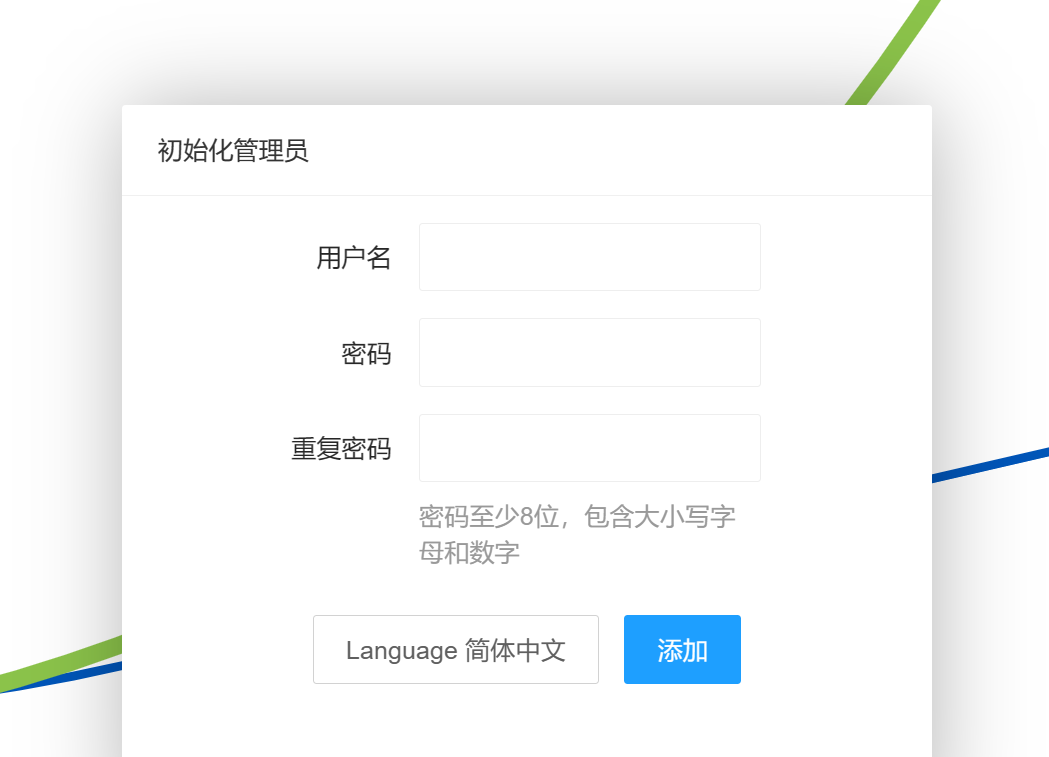 初始化管理员
用户名
密码
重复密码
密码至少8位，包含大小写字
母和数字
Language 简体中文
添加